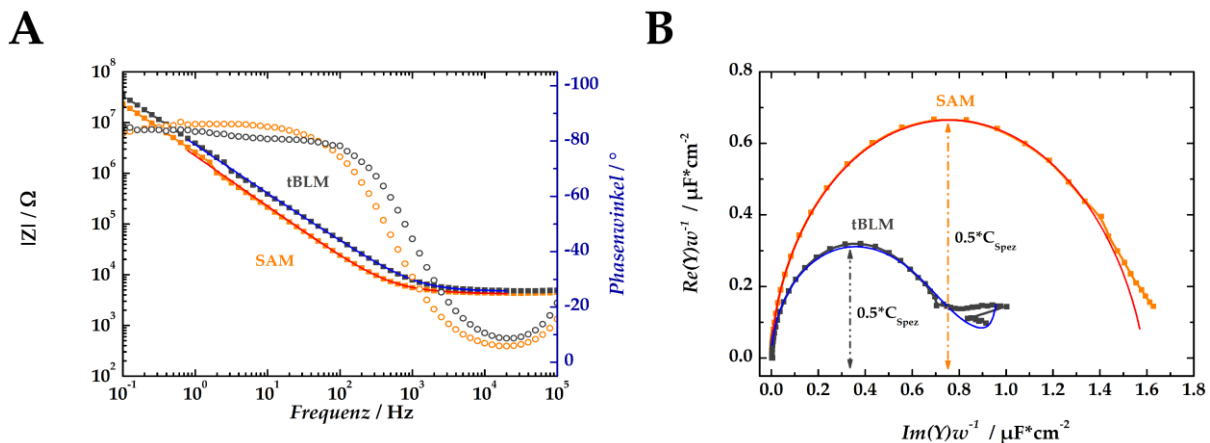 A
|Z| / Ω
10^8
10^7
10^6
10^5
10^4
10^3
10^2
10^-1 10^0 10^1 10^2 10^3 10^4 10^5
Frequenz / Hz
-100
-80
-60
-40
-20
0
Phasenwinkel / °
tBLM
SAM
B
Re(Y)w^-1 / µF*cm^-2
0.8
0.6
0.4
0.2
0.0
0.0 0.2 0.4 0.6 0.8 1.0 1.2 1.4 1.6 1.8
Im(Y)w^-1 / µF*cm^-2
SAM
tBLM
0.5*C_Spez
0.5*C_Spez